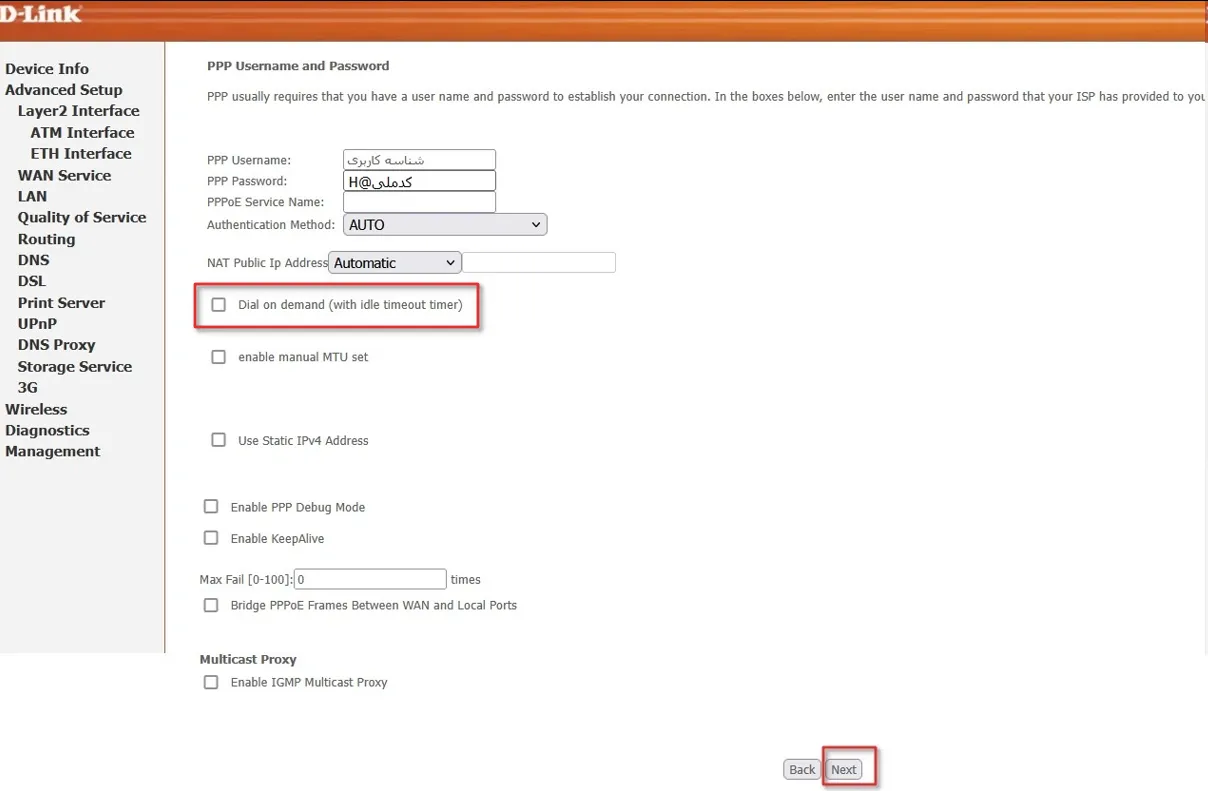 D-Link
Device Info
Advanced Setup
Layer2 Interface
ATM Interface
ETH Interface
WAN Service
LAN
Quality of Service
Routing
DNS
DSL
Print Server
UPnP
DNS Proxy
Storage Service
3G
Wireless
Diagnostics
Management
PPP Username and Password
PPP usually requires that you have a user name and password to establish your connection. In the boxes below, enter the user name and password that your ISP has provided to you
PPP Username: شناسه کاربری
PPP Password: H@کدملی
PPPoE Service Name:
Authentication Method: AUTO
NAT Public Ip Address Automatic
Dial on demand (with idle timeout timer)
enable manual MTU set
Use Static IPv4 Address
Enable PPP Debug Mode
Enable KeepAlive
Max Fail [0-100]: 0 times
Bridge PPPoE Frames Between WAN and Local Ports
Multicast Proxy
Enable IGMP Multicast Proxy
Back Next